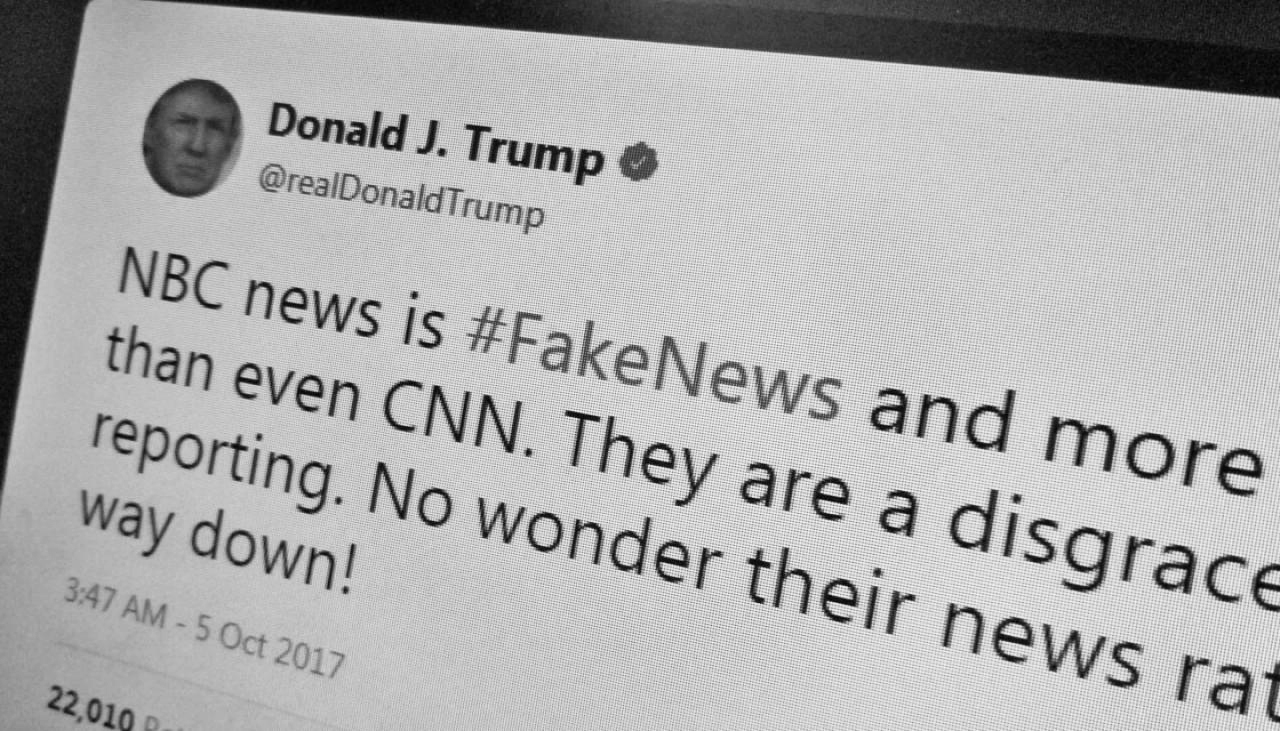 Donald J. Trump
@realDonaldTrump
NBC news is #FakeNews and more
than even CNN. They are a disgrace
reporting. No wonder their news rat
way down!
3:47 AM - 5 Oct 2017
22,010